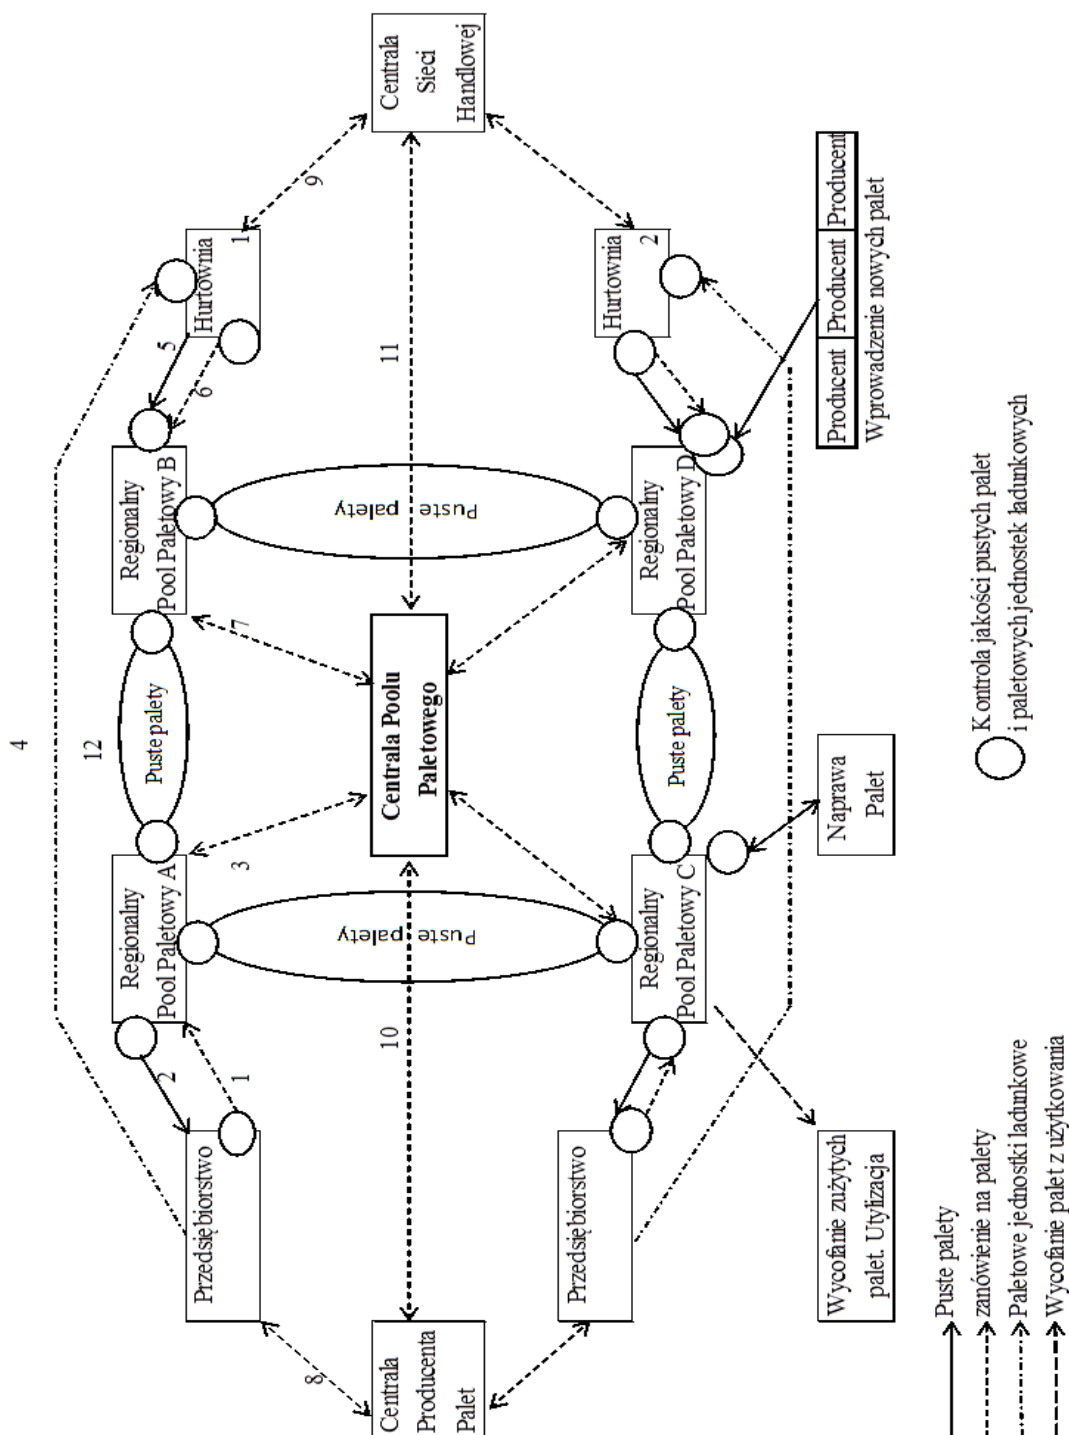 4
12
Centrala
Sieci
Handlowej
9
Hurtownia
1
5
6
Regionalny
Pool Paletowy B
Puste palety
7
Regionalny
Pool Paletowy A
3
2
1
Przedsiębiorstwo
8
Centrala
Producenta
Palet
10
Puste palety
Centrala Poolu
Paletowego
Puste palety
11
Hurtownia
2
Regionalny
Pool Paletowy D
Puste palety
Regionalny
Pool Paletowy C
Przedsiębiorstwo
Wycofanie zużytych
palet. Utylizacja
Naprawa
Palet
Producent Producent Producent
Wprowadzenie nowych palet
Puste palety
zanówienie na palety
Paletowe jednostki ładunkowe
Wycofanie palet z użytkowania
Kontrola jakości pustych palet
i paletowych jednostek ładunkowych